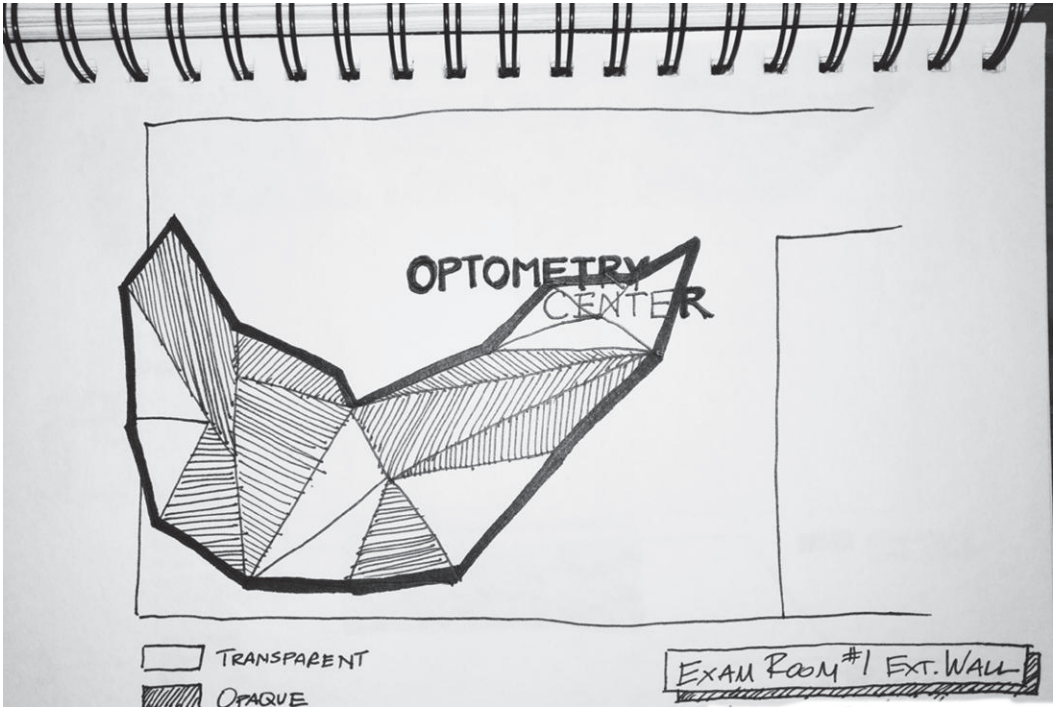 OPTOMETRY
CENTER
TRANSPARENT
OPAQUE
EXAM ROOM #1 EXT. WALL